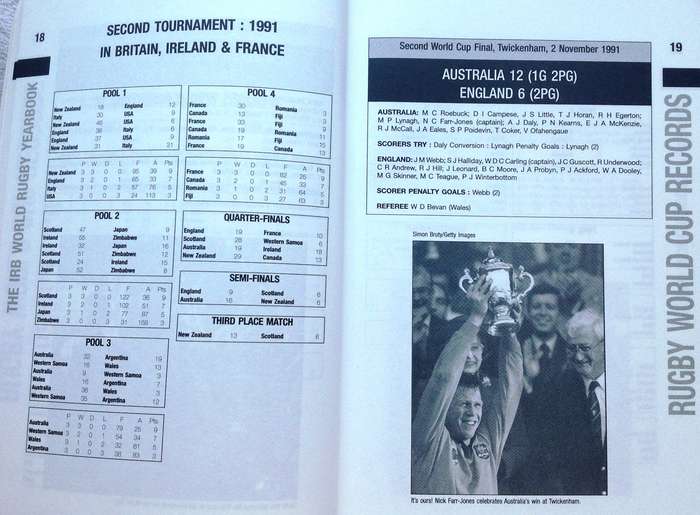 18
THE IRB WORLD RUGBY YEARBOOK
SECOND TOURNAMENT : 1991
IN BRITAIN, IRELAND & FRANCE
POOL 1
New Zealand 18 England 12
Italy 30 USA 9
New Zealand 46 USA 6
England 36 Italy 6
England 37 USA 9
New Zealand 31 Italy 21
P W D L F A Pts
New Zealand 3 3 0 0 95 39 9
England 3 2 0 1 85 33 7
Italy 3 1 0 2 57 76 5
USA 3 0 0 3 24 113 3
POOL 2
Scotland 47 Japan 9
Ireland 55 Zimbabwe 11
Ireland 32 Japan 16
Scotland 51 Zimbabwe 12
Scotland 24 Ireland 15
Japan 52 Zimbabwe 8
P W D L F A Pts
Scotland 3 3 0 0 122 36 9
Ireland 3 2 0 1 102 51 7
Japan 3 1 0 2 77 87 5
Zimbabwe 3 0 0 3 31 158 3
POOL 3
Australia 32 Argentina 19
Western Samoa 16 Wales 13
Australia 9 Western Samoa 3
Wales 16 Argentina 7
Australia 38 Wales 3
Western Samoa 35 Argentina 12
P W D L F A Pts
Australia 3 3 0 0 79 25 9
Western Samoa 3 2 0 1 54 34 7
Wales 3 1 0 2 32 61 5
Argentina 3 0 0 3 38 83 3
POOL 4
France 30 Romania 3
Canada 13 Fiji 3
France 33 Fiji 9
Canada 19 Romania 11
Romania 17 Fiji 15
France 19 Canada 13
P W D L F A Pts
France 3 3 0 0 82 25 9
Canada 3 2 0 1 45 33 7
Romania 3 1 0 2 31 64 5
Fiji 3 0 0 3 27 63 3
QUARTER-FINALS
England 19 France 10
Scotland 28 Western Samoa 6
Australia 19 Ireland 18
New Zealand 29 Canada 13
SEMI-FINALS
England 9 Scotland 6
Australia 16 New Zealand 6
THIRD PLACE MATCH
New Zealand 13 Scotland 6
19
RUGBY WORLD CUP RECORDS
Second World Cup Final, Twickenham, 2 November 1991
AUSTRALIA 12 (1G 2PG)
ENGLAND 6 (2PG)
AUSTRALIA: M C Roebuck; D I Campese, J S Little, T J Horan, R H Egerton;
M P Lynagh, N C Farr-Jones (captain); A J Daly, P N Kearns, E J A McKenzie,
R J McCall, J A Eales, S P Poidevin, T Coker, V Ofahengaue
SCORERS TRY : Daly Conversion : Lynagh Penalty Goals : Lynagh (2)
ENGLAND: J M Webb; S J Halliday, W D C Carling (captain), J C Guscott, R Underwood;
C R Andrew, R J Hill; J Leonard, B C Moore, J A Probyn, P J Ackford, W A Dooley,
M G Skinner, M C Teague, P J Winterbottom
SCORER PENALTY GOALS : Webb (2)
REFEREE W D Bevan (Wales)
Simon Bruty/Getty Images
It's ours! Nick Farr-Jones celebrates Australia's win at Twickenham.